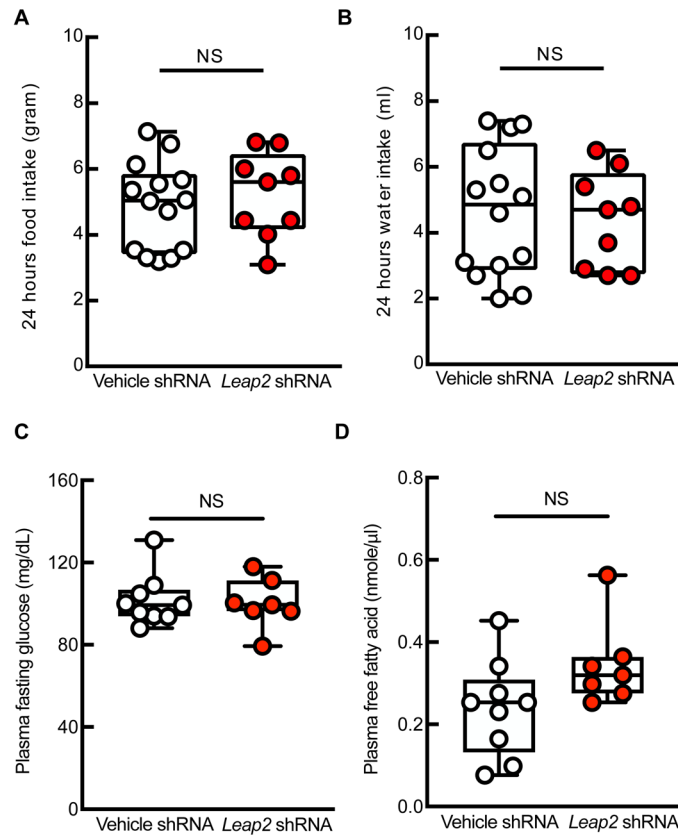 A
24 hours food intake (gram)
10
8
6
4
2
0
NS
Vehicle shRNA
Leap2 shRNA
B
24 hours water intake (ml)
10
8
6
4
2
0
NS
Vehicle shRNA
Leap2 shRNA
C
Plasma fasting glucose (mg/dL)
160
120
80
40
0
NS
Vehicle shRNA
Leap2 shRNA
D
Plasma free fatty acid (nmole/µl)
0.8
0.6
0.4
0.2
0.0
NS
Vehicle shRNA
Leap2 shRNA